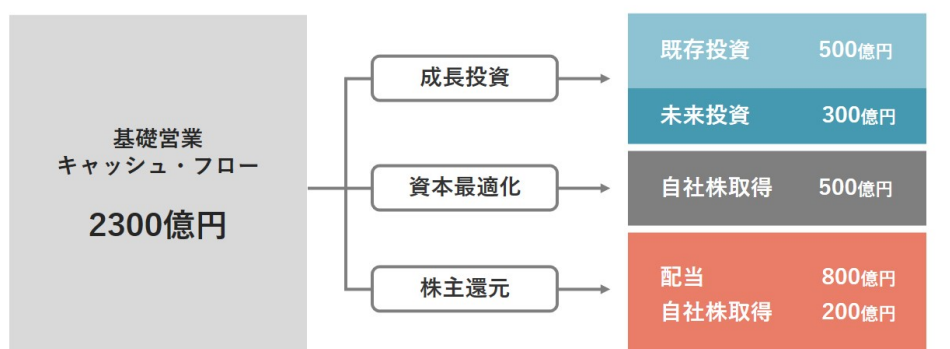 基礎営業
キャッシュ・フロー
2300億円
成長投資
既存投資 500億円
未来投資 300億円
資本最適化
自社株取得 500億円
株主還元
配当 800億円
自社株取得 200億円